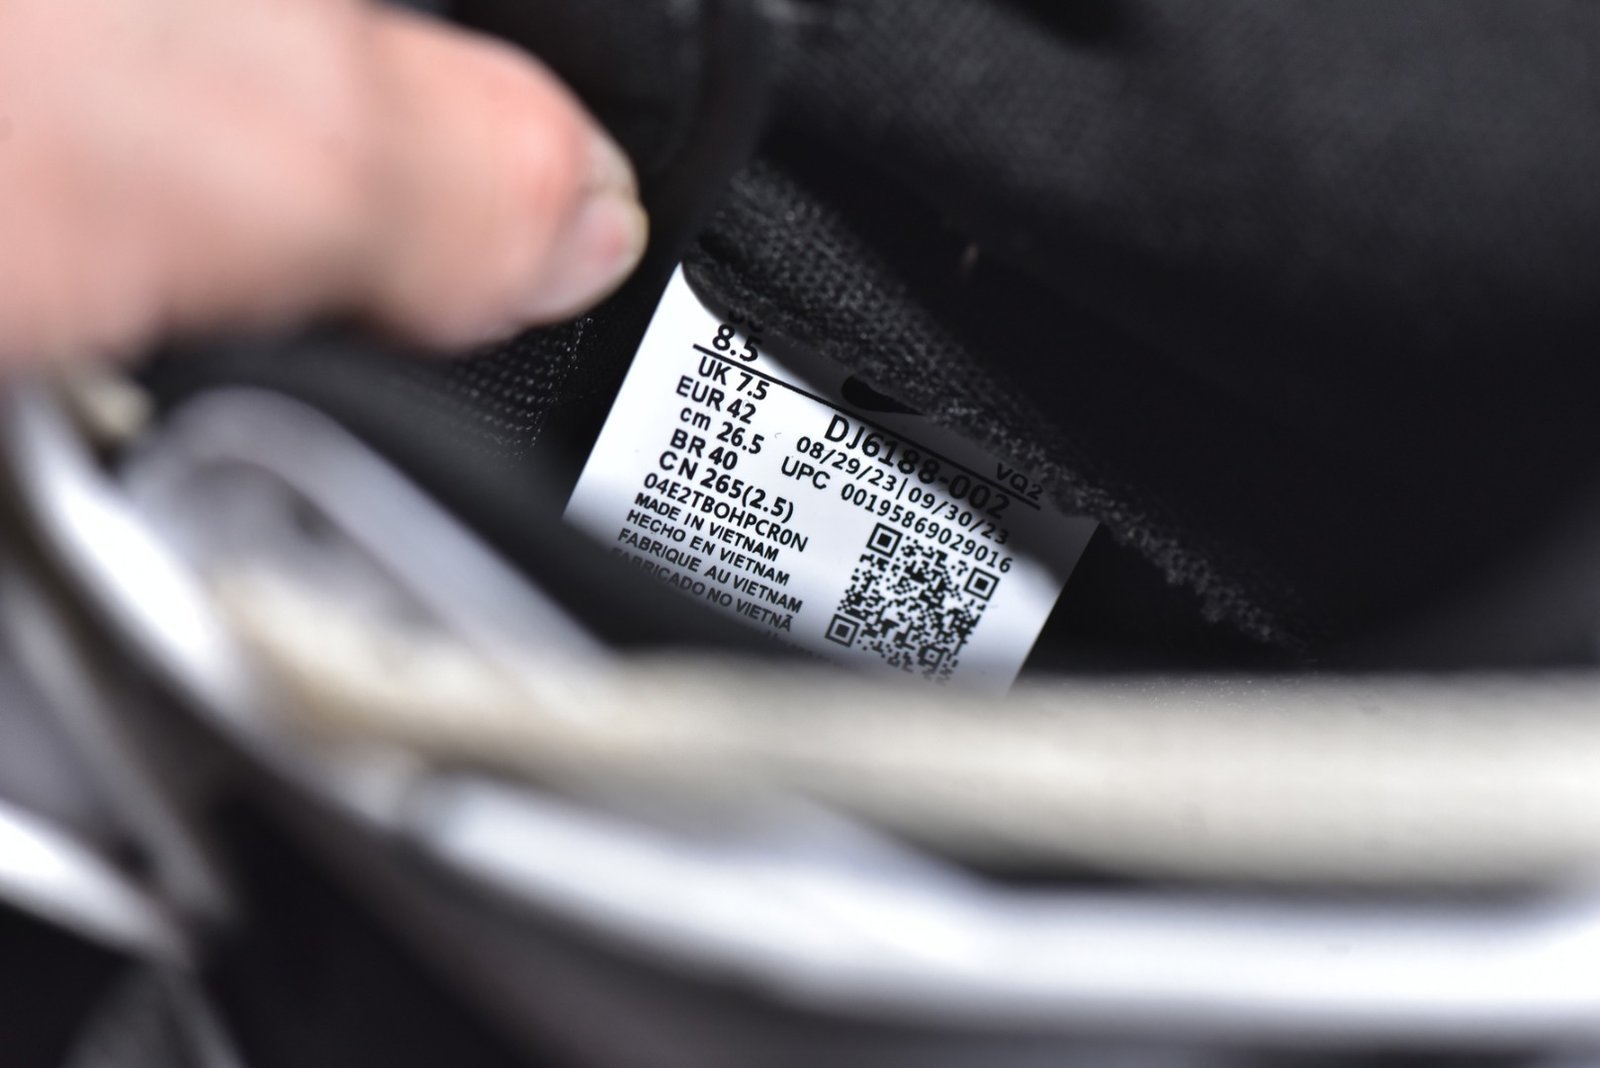 8.5
UK 7.5
EUR 42
cm 26.5
BR 40
CN 265(2.5)
04E2TBOHPCR0N
MADE IN VIETNAM
HECHO EN VIETNAM
FABRIQUE AU VIETNAM
FABRICADO NO VIETNÃ
VQ2
DJ6188-002
08/29/23|09/30/23
UPC 00195869029016